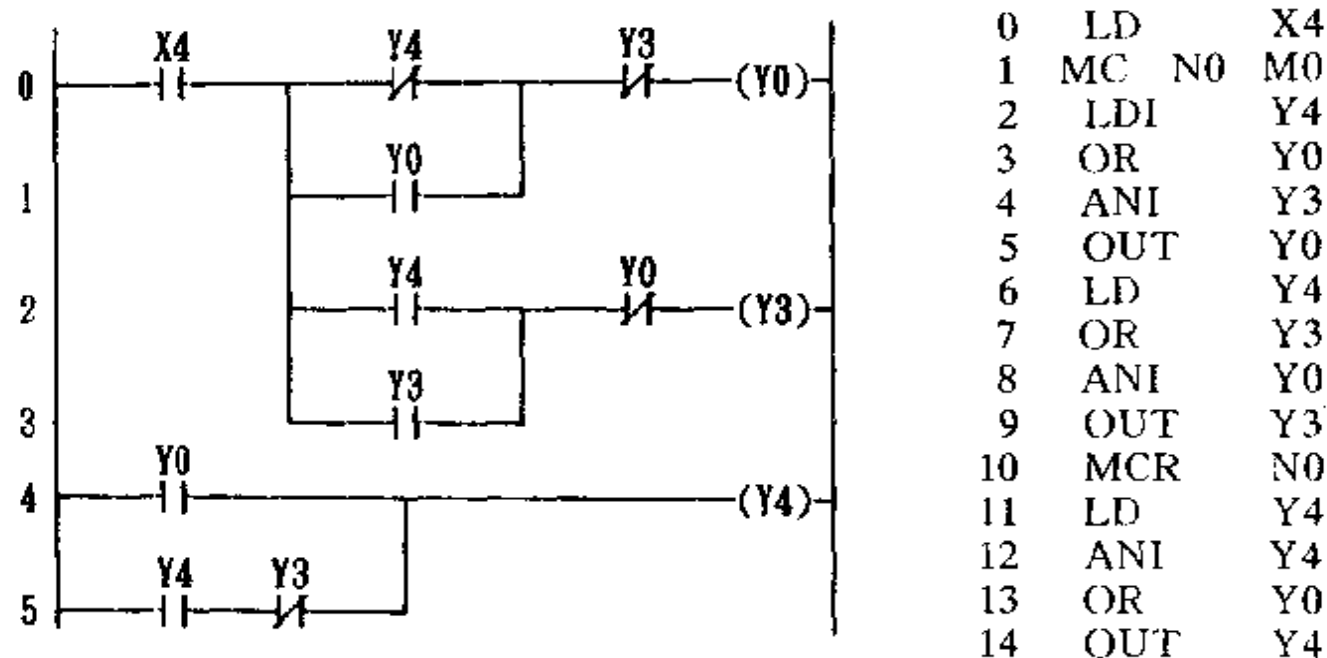 X4 Y4 Y3
0 (Y0)
Y0
1
Y4 Y0
2 (Y3)
Y3
3
Y0
4 (Y4)
Y4 Y3
5
0 LD X4
1 MC N0 M0
2 LDI Y4
3 OR Y0
4 ANI Y3
5 OUT Y0
6 LD Y4
7 OR Y3
8 ANI Y0
9 OUT Y3
10 MCR N0
11 LD Y4
12 ANI Y4
13 OR Y0
14 OUT Y4